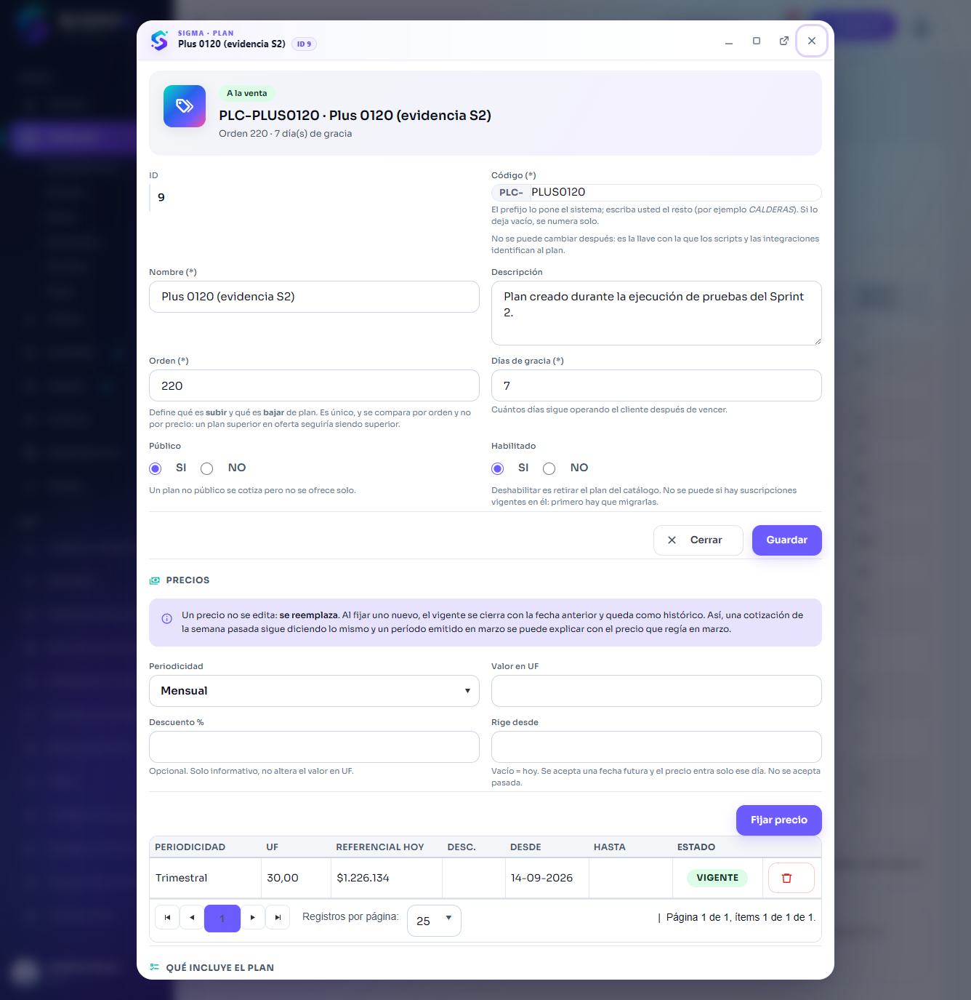 SIGMA · PLAN
Plus 0120 (evidencia S2) ID 9
A la venta
PLC-PLUS0120 · Plus 0120 (evidencia S2)
Orden 220 · 7 día(s) de gracia
ID
9
Código (*)
PLC- PLUS0120
El prefijo lo pone el sistema; escriba usted el resto (por ejemplo CALDERAS). Si lo
deja vacío, se numera solo.
No se puede cambiar después: es la llave con la que los scripts y las integraciones
identifican al plan.
Nombre (*)
Plus 0120 (evidencia S2)
Descripción
Plan creado durante la ejecución de pruebas del Sprint
2.
Orden (*)
220
Define qué es subir y qué es bajar de plan. Es único, y se compara por orden y no
por precio: un plan superior en oferta seguiría siendo superior.
Días de gracia (*)
7
Cuántos días sigue operando el cliente después de vencer.
Público
SI NO
Un plan no público se cotiza pero no se ofrece solo.
Habilitado
SI NO
Deshabilitar es retirar el plan del catálogo. No se puede si hay suscripciones
vigentes en él: primero hay que migrarlas.
Cerrar Guardar
PRECIOS
Un precio no se edita: se reemplaza. Al fijar uno nuevo, el vigente se cierra con la fecha anterior y queda como histórico. Así, una cotización de
la semana pasada sigue diciendo lo mismo y un período emitido en marzo se puede explicar con el precio que regía en marzo.
Periodicidad
Mensual
Valor en UF
Descuento %
Opcional. Solo informativo, no altera el valor en UF.
Rige desde
Vacío = hoy. Se acepta una fecha futura y el precio entra solo ese día. No se acepta
pasada.
Fijar precio
PERIODICIDAD UF REFERENCIAL HOY DESC. DESDE HASTA ESTADO
Trimestral 30,00 $1.226.134 14-09-2026 VIGENTE
1 Registros por página: 25 | Página 1 de 1, ítems 1 de 1 de 1.
QUÉ INCLUYE EL PLAN